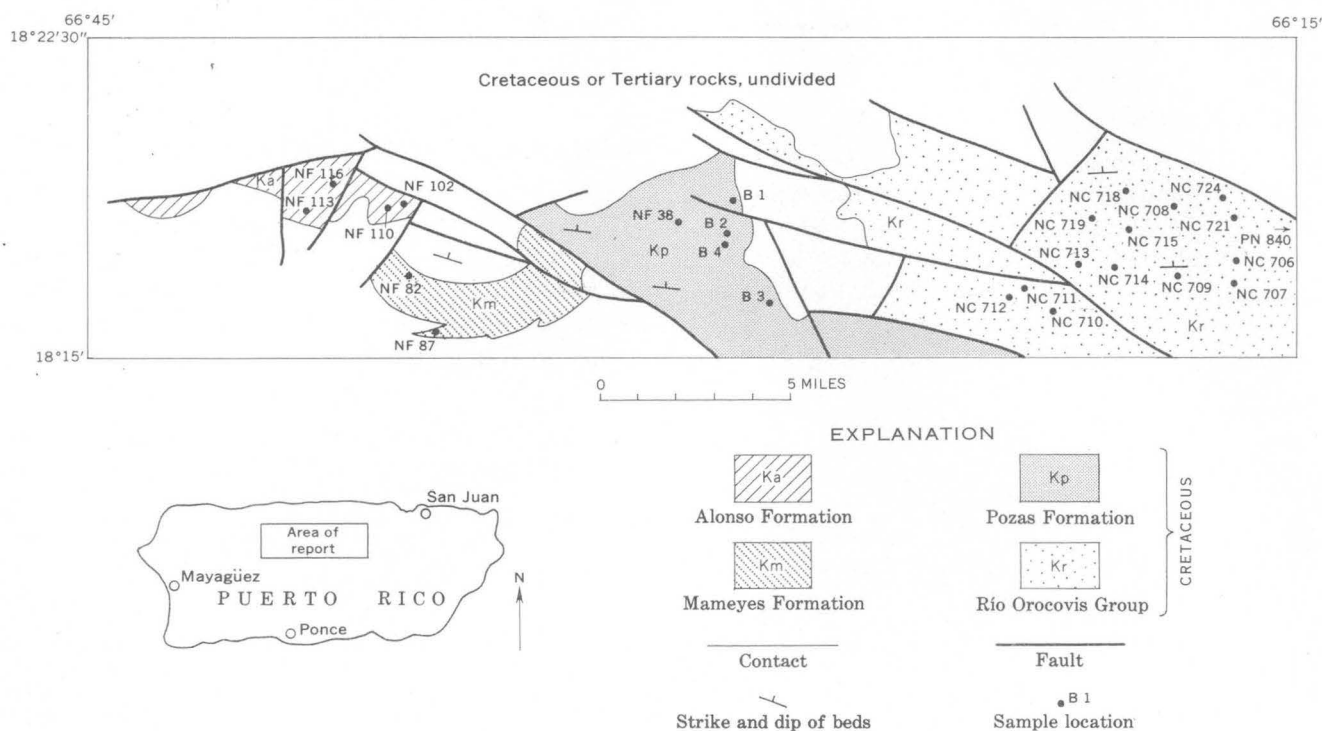 66°45′
66°15′
18°22′30″
Cretaceous or Tertiary rocks, undivided
Ka
NF 116
NF 102
NF 113
NF 110
NF 82
Km
NF 87
NF 38
Kp
B 1
B 2
B 4
B 3
Kr
NC 718
NC 724
NC 708
NC 719
NC 721
NC 715
PN 840
NC 713
NC 706
NC 714
NC 709
NC 707
NC 711
NC 712
NC 710
Kr
18°15′
0
5 MILES
EXPLANATION
Ka
Alonso Formation
Kp
Pozas Formation
Km
Mameyes Formation
Kr
Río Orocovis Group
CRETACEOUS
Contact
Fault
Strike and dip of beds
B 1
Sample location
San Juan
Area of
report
Mayagüez
PUERTO RICO
Ponce
N